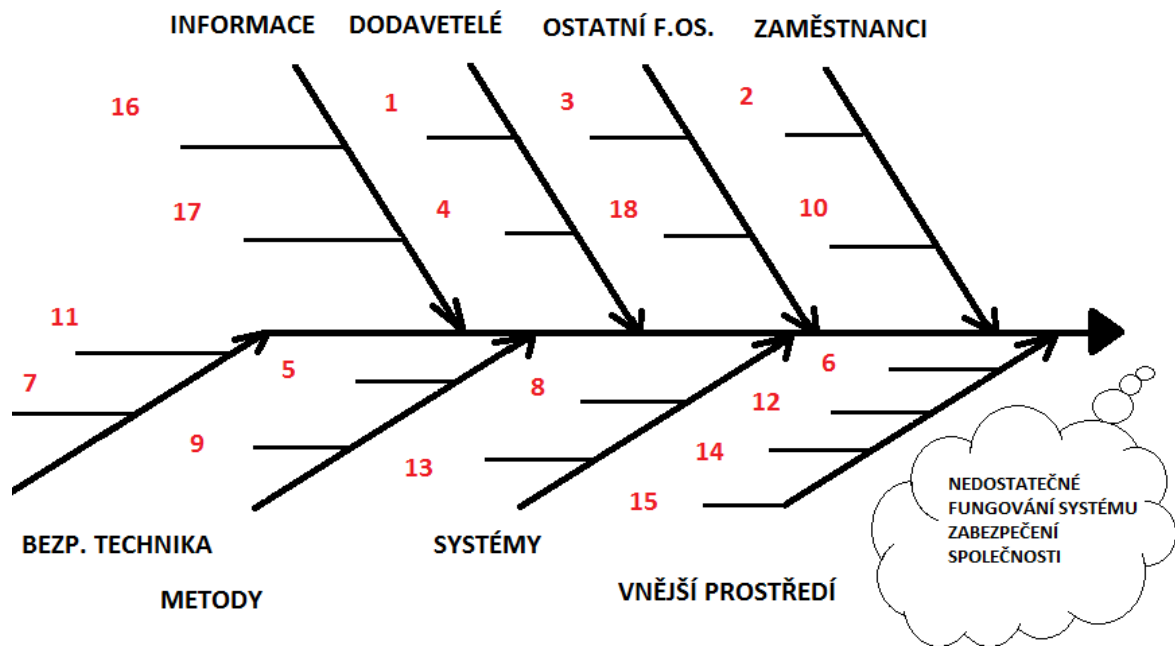 INFORMACE
DODAVETELÉ
OSTATNÍ F.OS.
ZAMĚSTNANCI
16
1
3
2
17
4
18
10
11
7
5
9
8
13
6
12
14
15
BEZP. TECHNIKA
METODY
SYSTÉMY
VNĚJŠÍ PROSTŘEDÍ
NEDOSTATEČNÉ
FUNGOVÁNÍ SYSTÉMU
ZABEZPEČENÍ
SPOLEČNOSTI